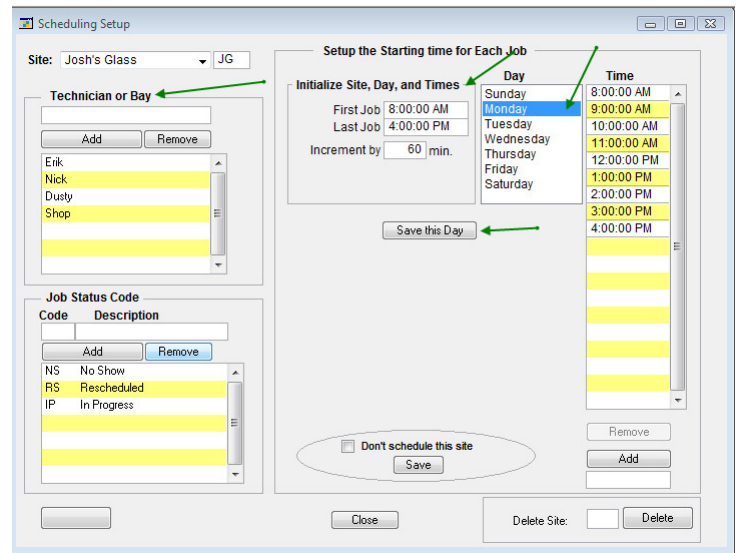 Scheduling Setup
Site: Josh's Glass JG
Technician or Bay
Add Remove
Erik
Nick
Dusty
Shop
Job Status Code
Code Description
Add Remove
NS No Show
RS Rescheduled
IP In Progress
Setup the Starting time for Each Job
Initialize Site, Day, and Times
First Job 8:00:00 AM
Last Job 4:00:00 PM
Increment by 60 min.
Day
Sunday
Monday
Tuesday
Wednesday
Thursday
Friday
Saturday
Time
8:00:00 AM
9:00:00 AM
10:00:00 AM
11:00:00 AM
12:00:00 PM
1:00:00 PM
2:00:00 PM
3:00:00 PM
4:00:00 PM
Save this Day
Don't schedule this site
Save
Remove
Add
Close
Delete Site: Delete